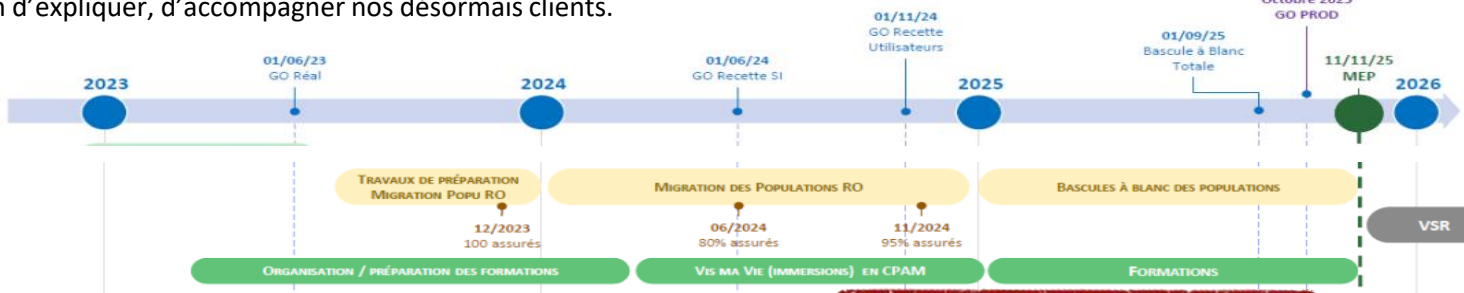 d'expliquer, d'accompagner nos désormais clients.
GO PROD
01/11/24
GO Recette
Utilisateurs
01/09/25
Bascule à Blanc
Totale
01/06/23
GO Réal
01/06/24
GO Recette SI
11/11/25
MEP
2023
2024
2025
2026
TRAVAUX DE PRÉPARATION
MIGRATION POPU RO
MIGRATION DES POPULATIONS RO
BASCULES À BLANC DES POPULATIONS
12/2023
100 assurés
06/2024
80% assurés
11/2024
95% assurés
VSR
ORGANISATION / PRÉPARATION DES FORMATIONS
VIS MA VIE (IMMERSIONS) EN CPAM
FORMATIONS